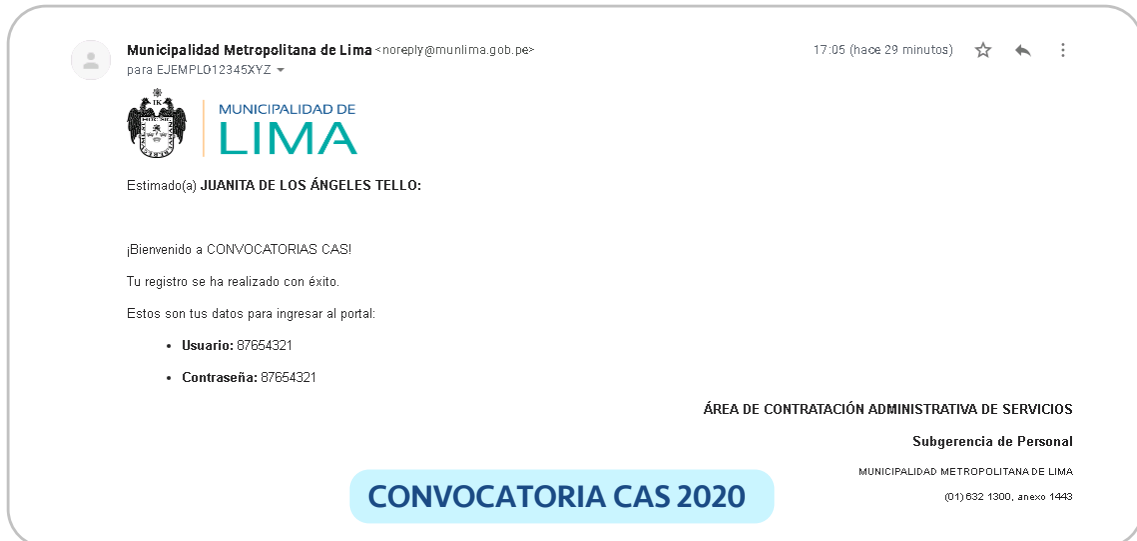 Municipalidad Metropolitana de Lima <noreply@munlima.gob.pe>
17:05 (hace 29 minutos)
para EJEMPLO12345XYZ
MUNICIPALIDAD DE
LIMA
Estimado(a) JUANITA DE LOS ÁNGELES TELLO:
¡Bienvenido a CONVOCATORIAS CAS!
Tu registro se ha realizado con éxito.
Estos son tus datos para ingresar al portal:
• Usuario: 87654321
• Contraseña: 87654321
ÁREA DE CONTRATACIÓN ADMINISTRATIVA DE SERVICIOS
Subgerencia de Personal
MUNICIPALIDAD METROPOLITANA DE LIMA
(01) 632 1300, anexo 1443
CONVOCATORIA CAS 2020